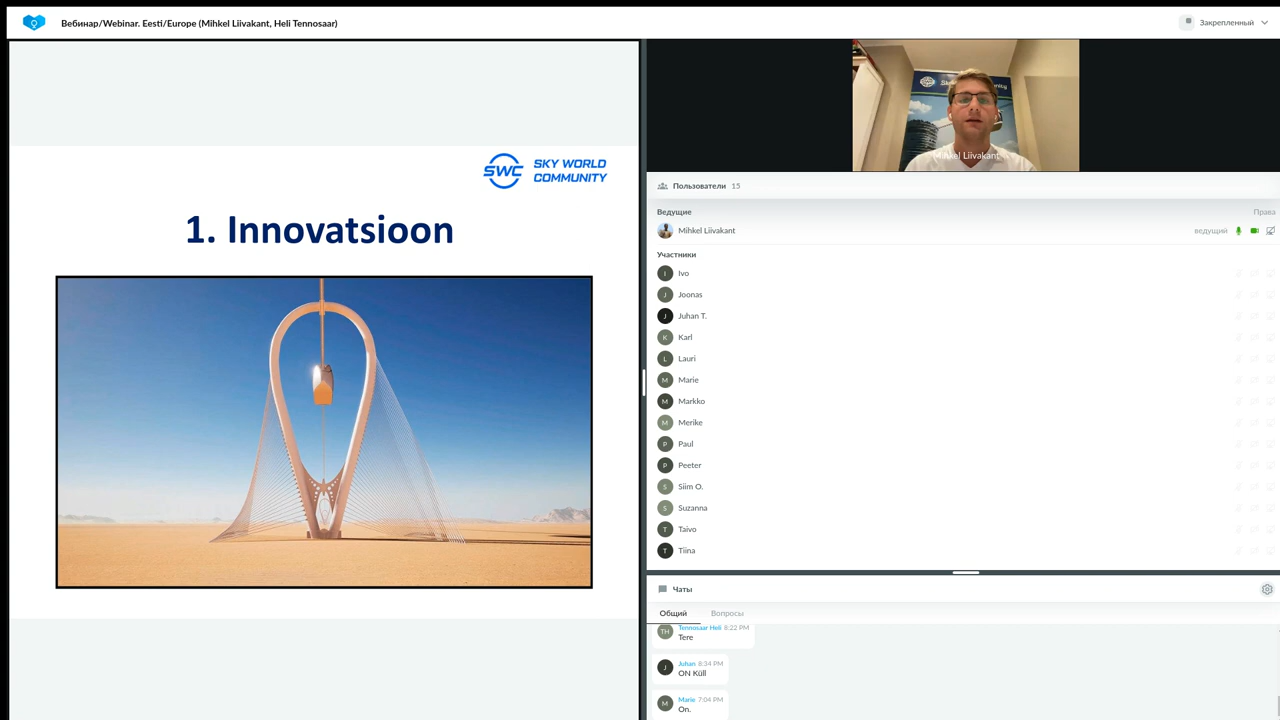 Вебинар/Webinar. Eesti/Europe (Mihkel Liivakant, Heli Tennosaar)
Закрепленный
SWC SKY WORLD
COMMUNITY
1. Innovatsioon
Mihkel Liivakant
Пользователи 15
Ведущие Права
Mihkel Liivakant ведущий
Участники
I Ivo
J Joonas
J Juhan T.
K Karl
L Lauri
M Marie
M Markko
M Merike
P Paul
P Peeter
S Siim O.
S Suzanna
T Taivo
T Tiina
Чаты
Общий Вопросы
TH Tennosaar Heli 8:22 PM
Tere
J Juhan 8:34 PM
ON Küll
M Marie 7:04 PM
On.